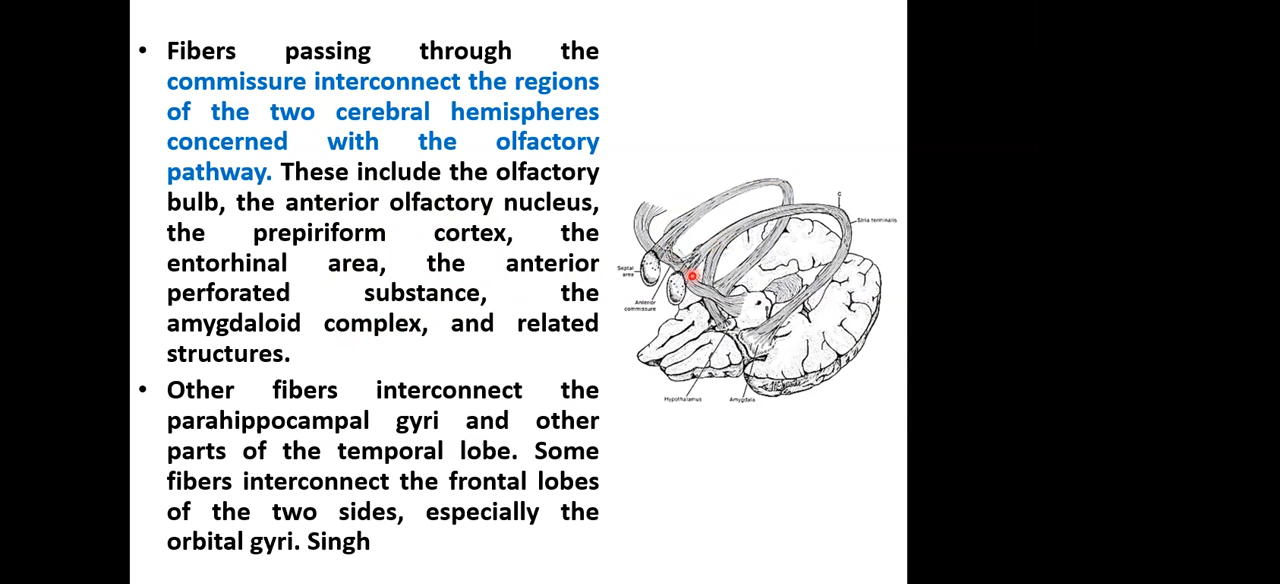 • Fibers passing through the
commissure interconnect the regions
of the two cerebral hemispheres
concerned with the olfactory
pathway. These include the olfactory
bulb, the anterior olfactory nucleus,
the prepiriform cortex, the
entorhinal area, the anterior
perforated substance, the
amygdaloid complex, and related
structures.
• Other fibers interconnect the
parahippocampal gyri and other
parts of the temporal lobe. Some
fibers interconnect the frontal lobes
of the two sides, especially the
orbital gyri. Singh
G
Stria terminalis
Septal
area
Anterior
commissure
Hypothalamus
Amygdala